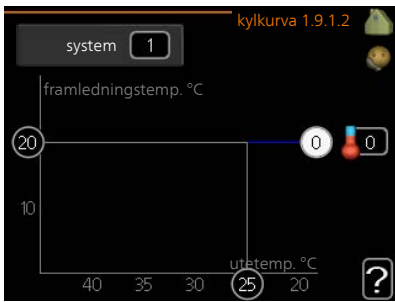 kylkurva 1.9.1.2
system 1
framledningstemp. °C
20 0 0
10
utetemp. °C
40 35 30 25 20
?